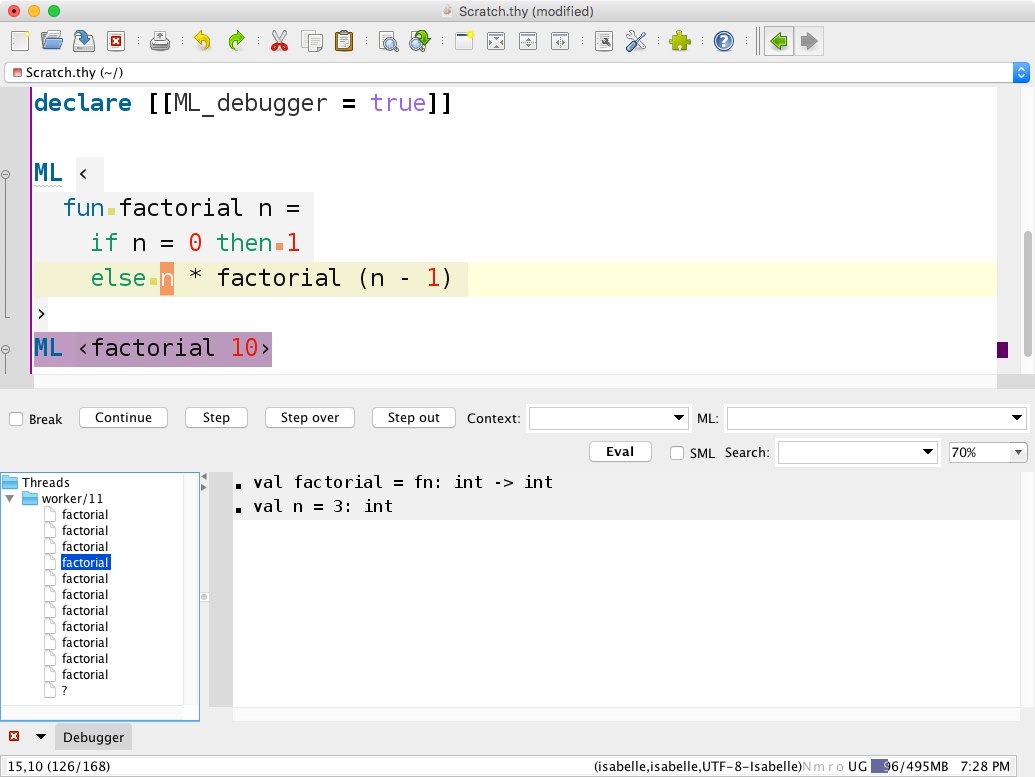 Scratch.thy (modified)
Scratch.thy (~/)
declare [[ML_debugger = true]]
ML ‹
fun factorial n =
if n = 0 then 1
else n * factorial (n - 1)
›
ML ‹factorial 10›
Break Continue Step Step over Step out Context: ML:
Eval SML Search: 70%
Threads
worker/11
factorial
factorial
factorial
factorial
factorial
factorial
factorial
factorial
factorial
factorial
factorial
?
val factorial = fn: int -> int
val n = 3: int
Debugger
15,10 (126/168) (isabelle,isabelle,UTF-8-Isabelle)N m r o UG 96/495MB 7:28 PM